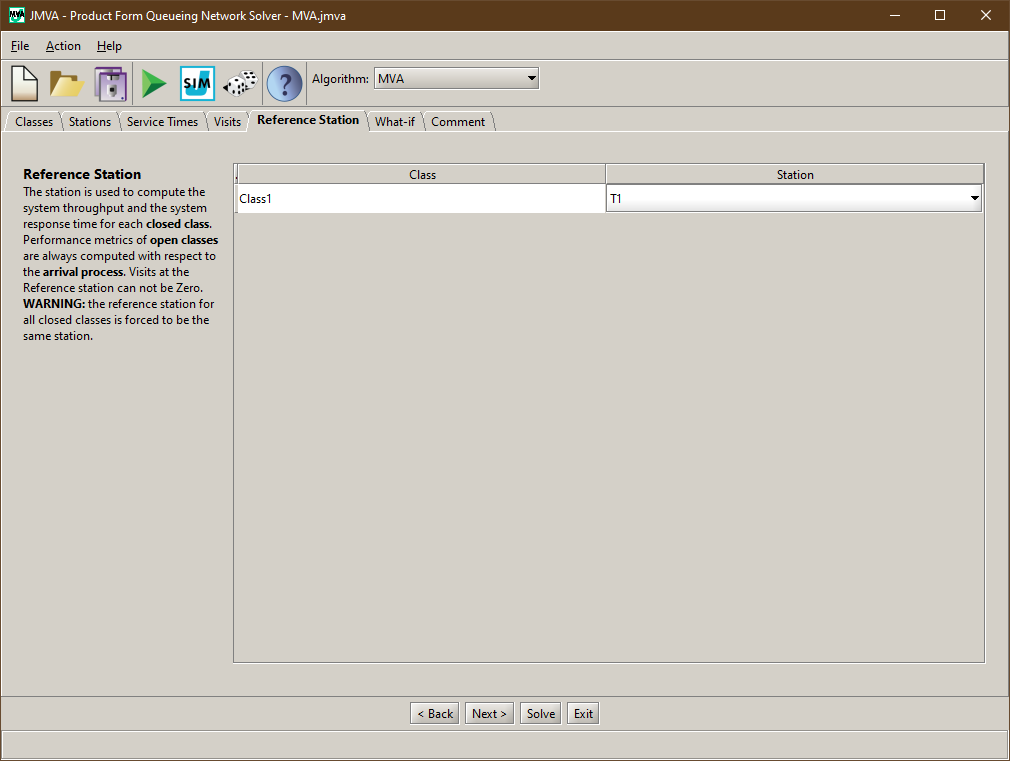 JMVA - Product Form Queueing Network Solver - MVA.jmva
File Action Help
SIM ? Algorithm: MVA
Classes Stations Service Times Visits Reference Station What-if Comment
Reference Station
The station is used to compute the
system throughput and the system
response time for each closed class.
Performance metrics of open classes
are always computed with respect to
the arrival process. Visits at the
Reference station can not be Zero.
WARNING: the reference station for
all closed classes is forced to be the
same station.
Class Station
Class1 T1
< Back Next > Solve Exit